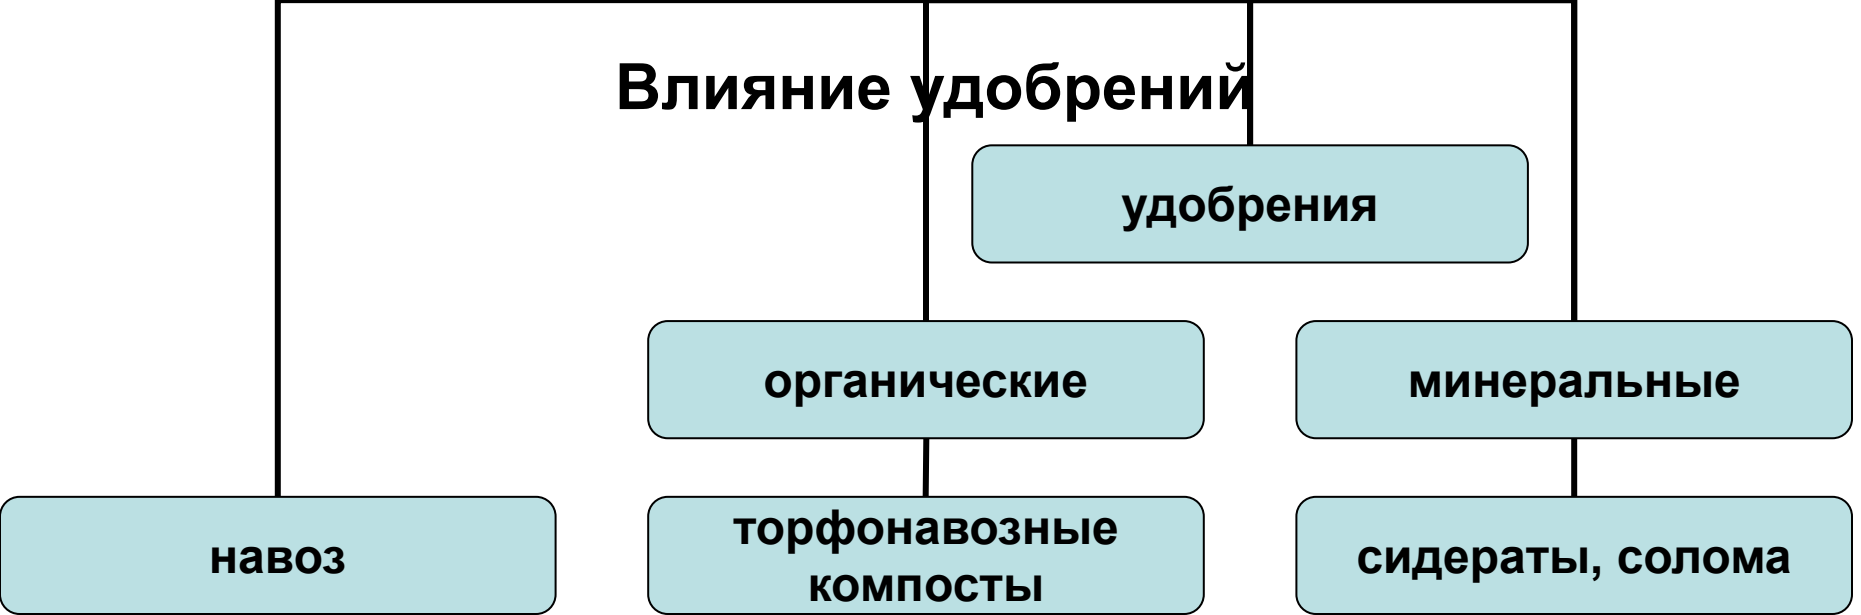 Влияние удобрений
удобрения
органические
минеральные
навоз
торфонавозные
компосты
сидераты, солома